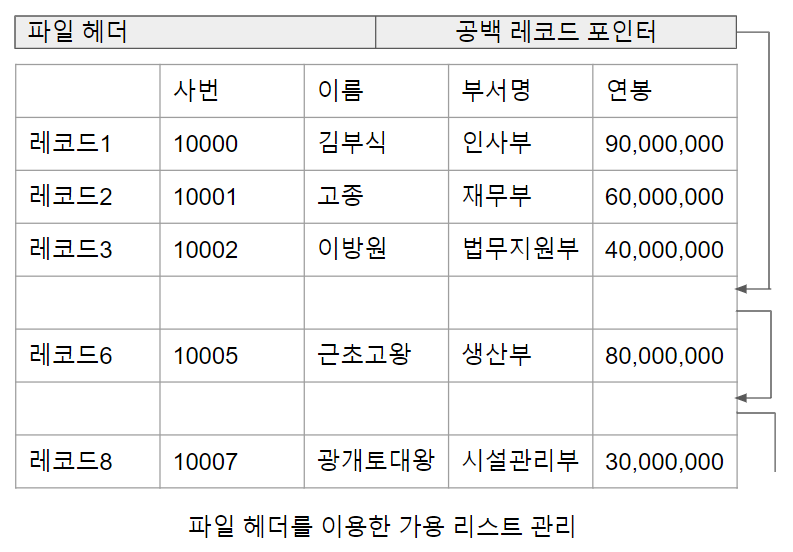 파일 헤더 공백 레코드 포인터
사번 이름 부서명 연봉
레코드1 10000 김부식 인사부 90,000,000
레코드2 10001 고종 재무부 60,000,000
레코드3 10002 이방원 법무지원부 40,000,000
레코드6 10005 근초고왕 생산부 80,000,000
레코드8 10007 광개토대왕 시설관리부 30,000,000
파일 헤더를 이용한 가용 리스트 관리